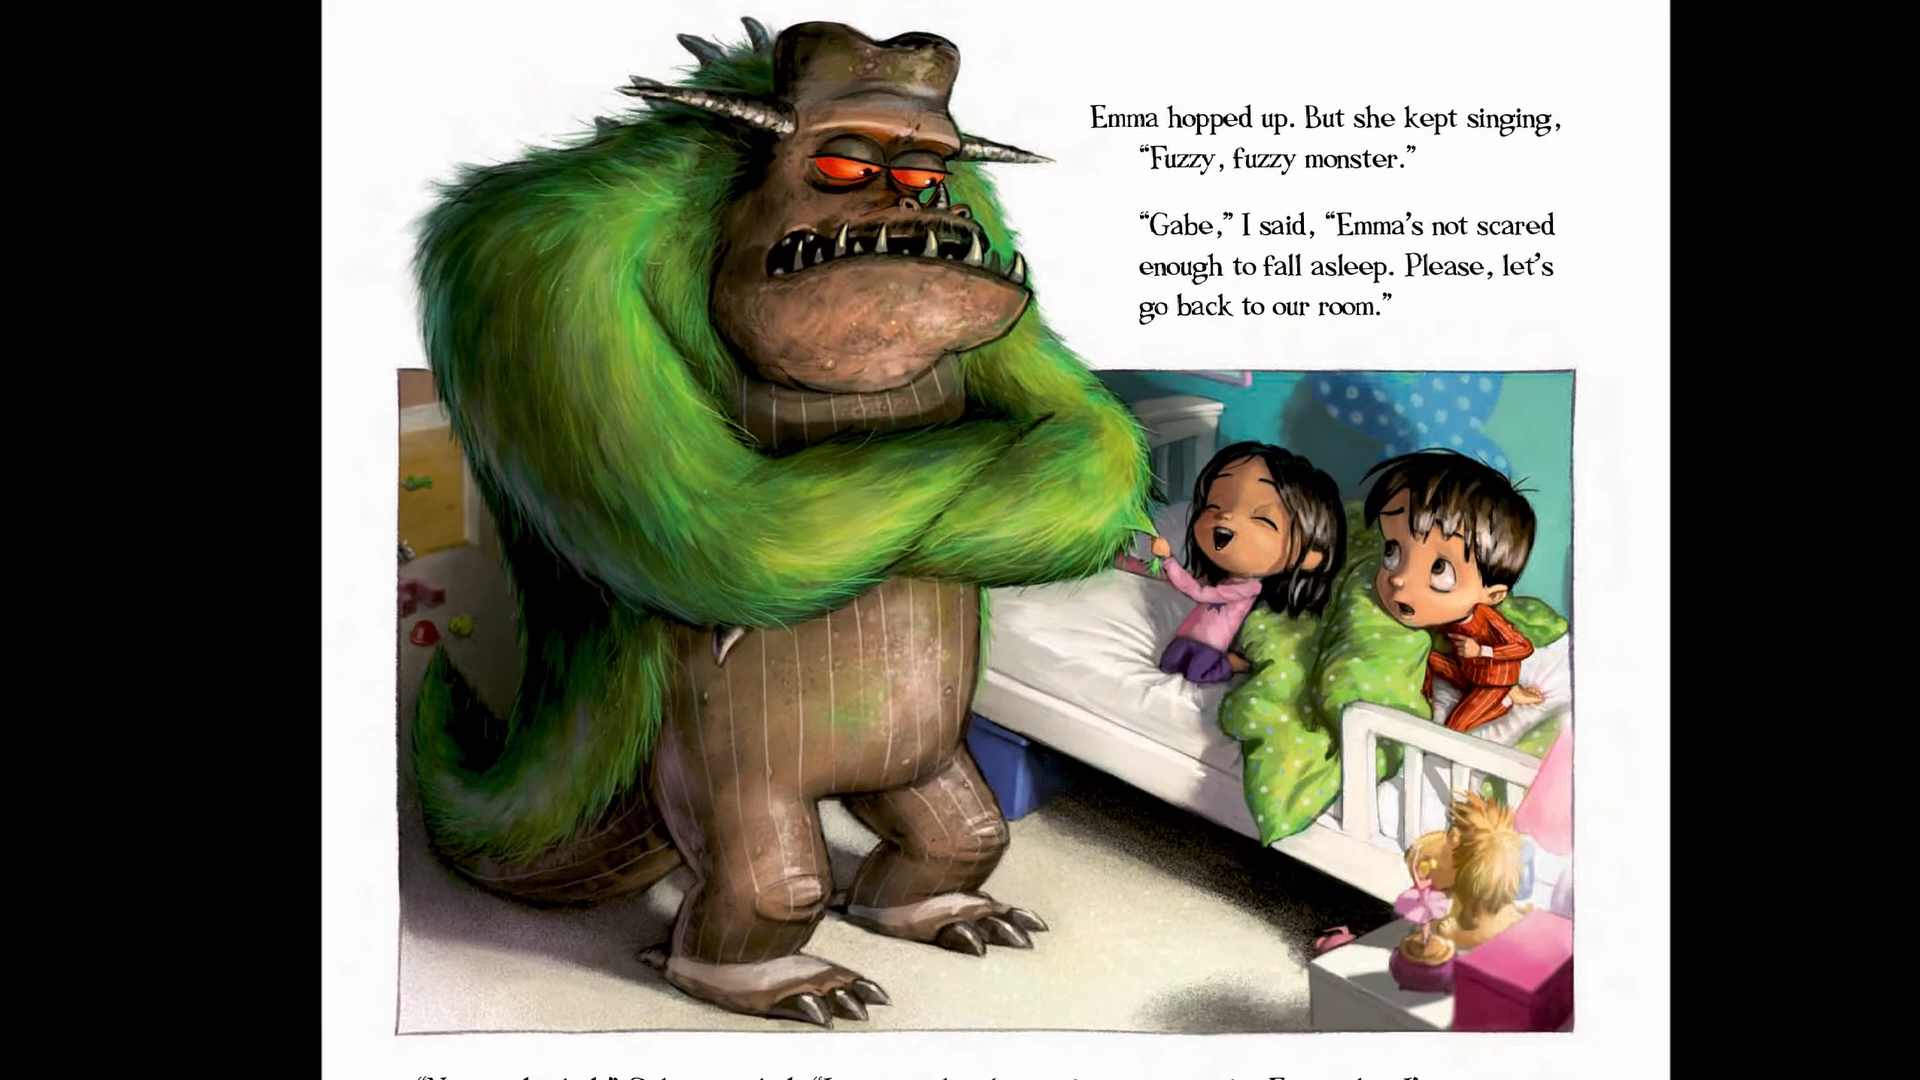 Emma hopped up. But she kept singing,
“Fuzzy, fuzzy monster.”
“Gabe,” I said, “Emma’s not scared
enough to fall asleep. Please, let’s
go back to our room.”